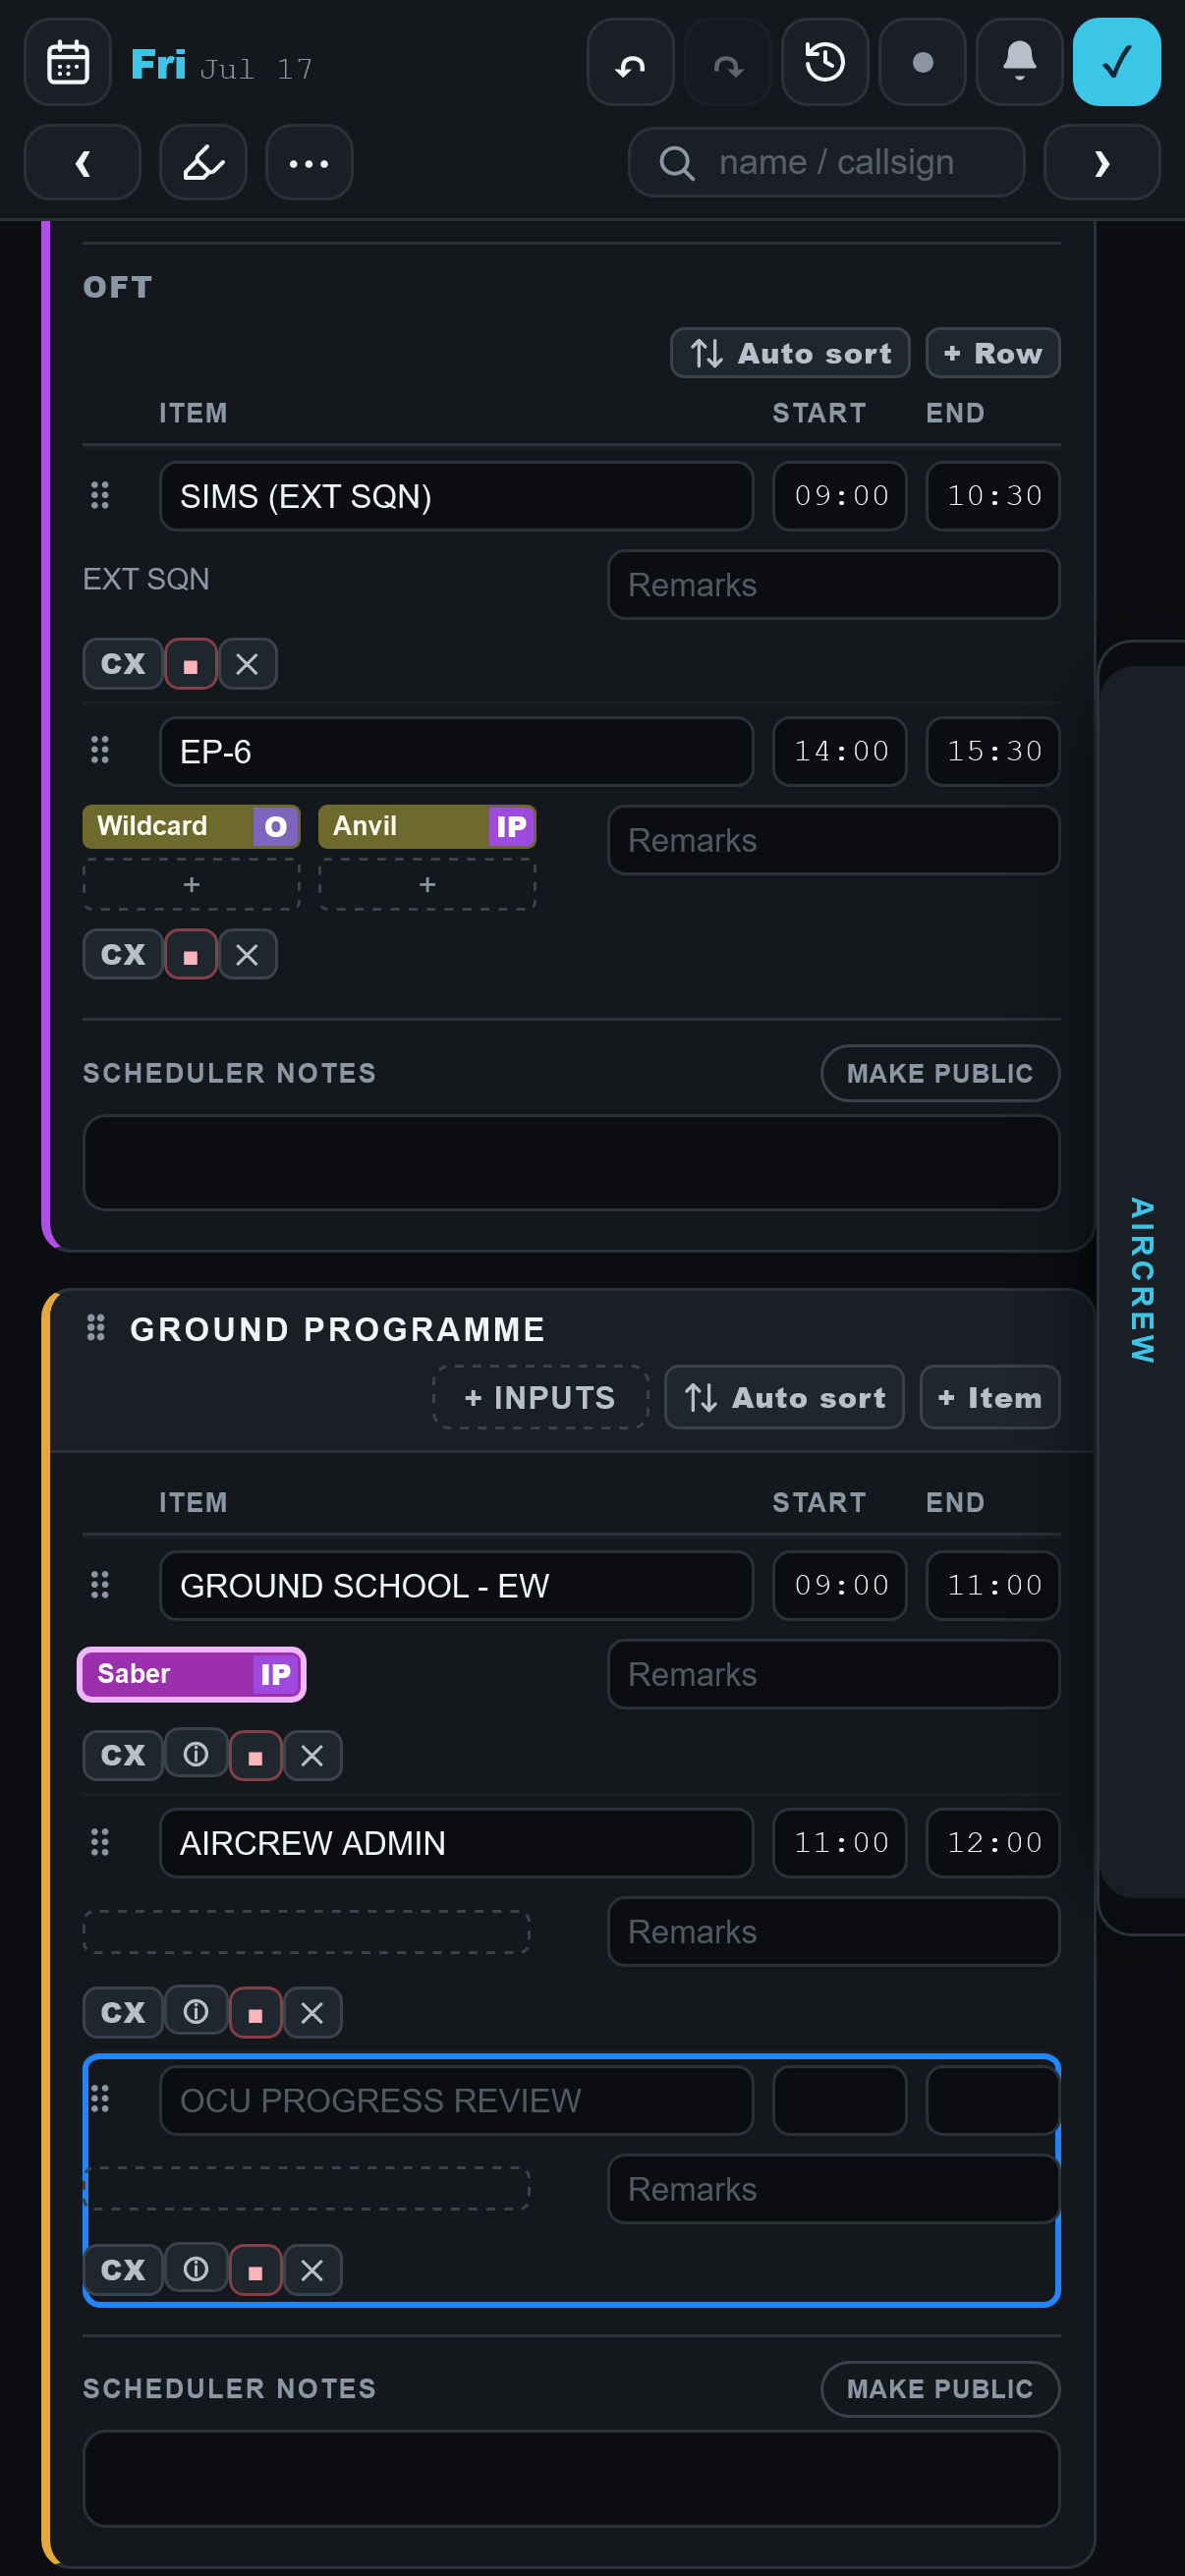 Fri Jul 17
name / callsign
OFT
Auto sort + Row
ITEM START END
SIMS (EXT SQN) 09:00 10:30
EXT SQN Remarks
CX
EP-6 14:00 15:30
Wildcard O Anvil IP Remarks
+ +
CX
SCHEDULER NOTES MAKE PUBLIC
AIRCREW
GROUND PROGRAMME
+ INPUTS Auto sort + Item
ITEM START END
GROUND SCHOOL - EW 09:00 11:00
Saber IP Remarks
CX
AIRCREW ADMIN 11:00 12:00
Remarks
CX
OCU PROGRESS REVIEW
Remarks
CX
SCHEDULER NOTES MAKE PUBLIC